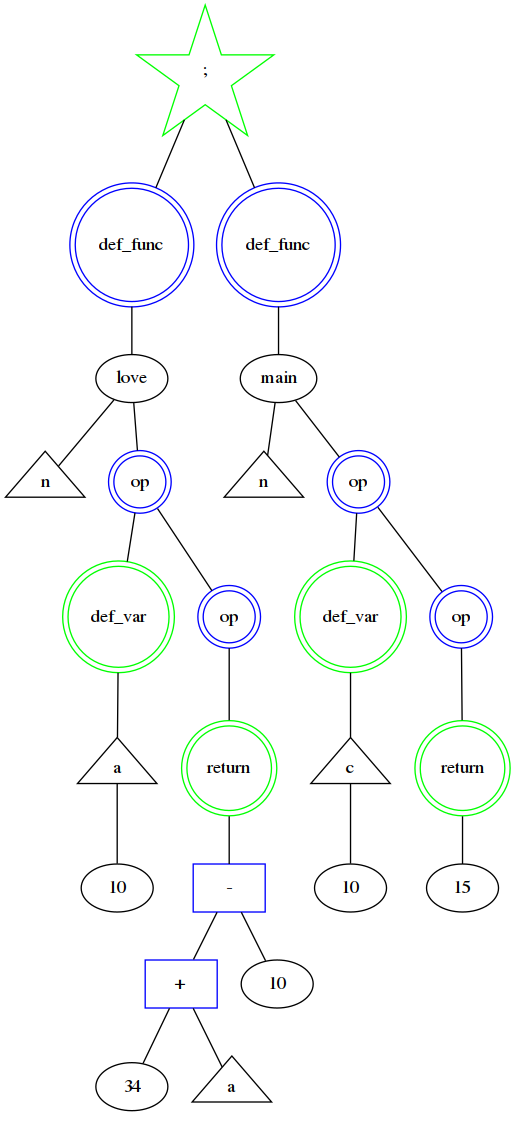 ;
def_func def_func
love main
n op n op
def_var op def_var op
a return c return
10 - 10 15
+ 10
34 a